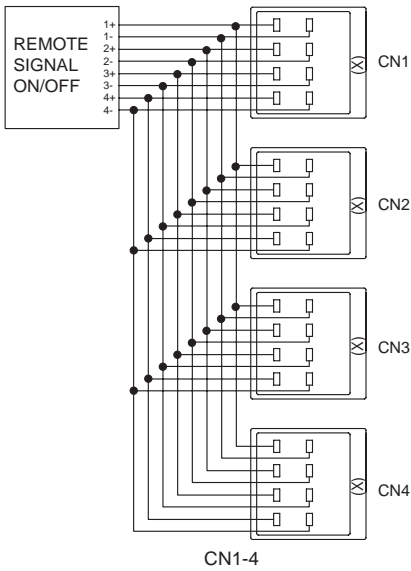 REMOTE
SIGNAL
ON/OFF
1+
1-
2+
2-
3+
3-
4+
4-
CN1
CN2
CN3
CN4
CN1-4